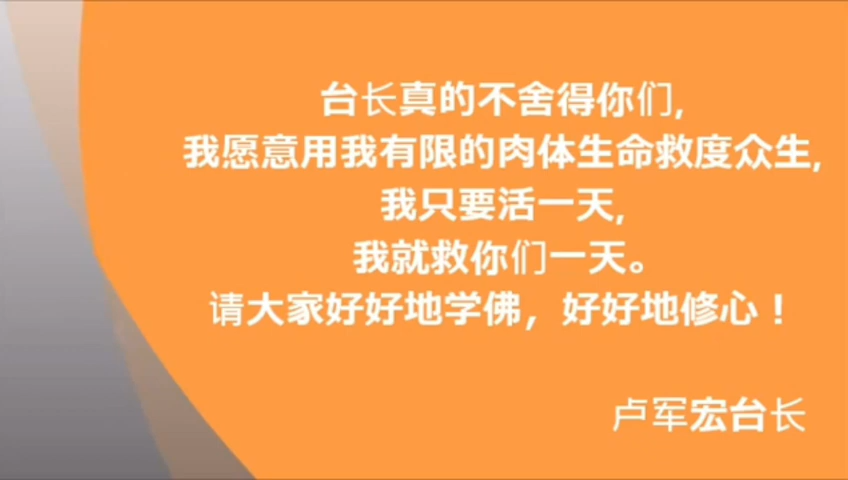 台长真的不舍得你们,
我愿意用我有限的肉体生命救度众生,
我只要活一天,
我就救你们一天。
请大家好好地学佛，好好地修心！
卢军宏台长